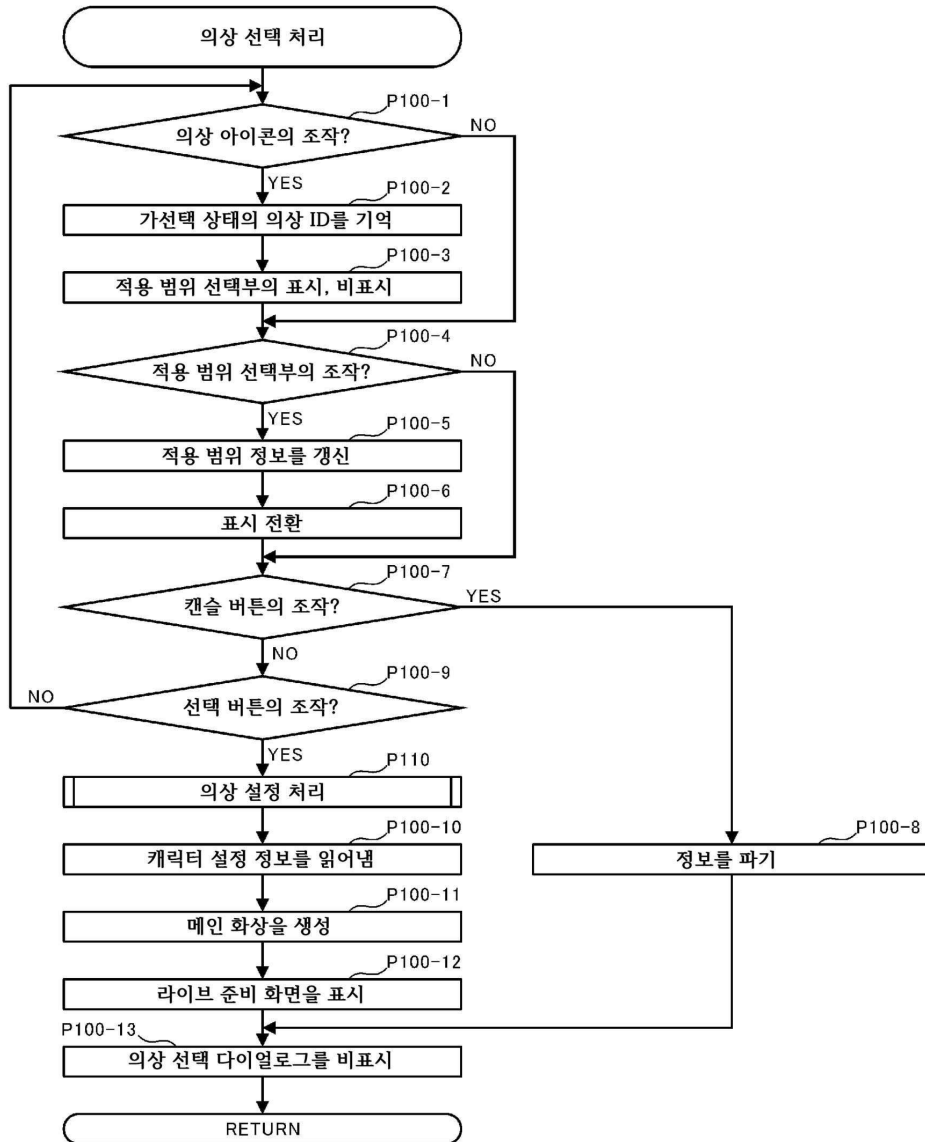 의상 선택 처리
P100-1
의상 아이콘의 조작?
NO
YES
P100-2
가선택 상태의 의상 ID를 기억
P100-3
적용 범위 선택부의 표시, 비표시
P100-4
적용 범위 선택부의 조작?
NO
YES
P100-5
적용 범위 정보를 갱신
P100-6
표시 전환
P100-7
캔슬 버튼의 조작?
YES
NO
P100-9
선택 버튼의 조작?
NO
YES
P110
의상 설정 처리
P100-10
캐릭터 설정 정보를 읽어냄
P100-8
정보를 파기
P100-11
메인 화상을 생성
P100-12
라이브 준비 화면을 표시
P100-13
의상 선택 다이얼로그를 비표시
RETURN